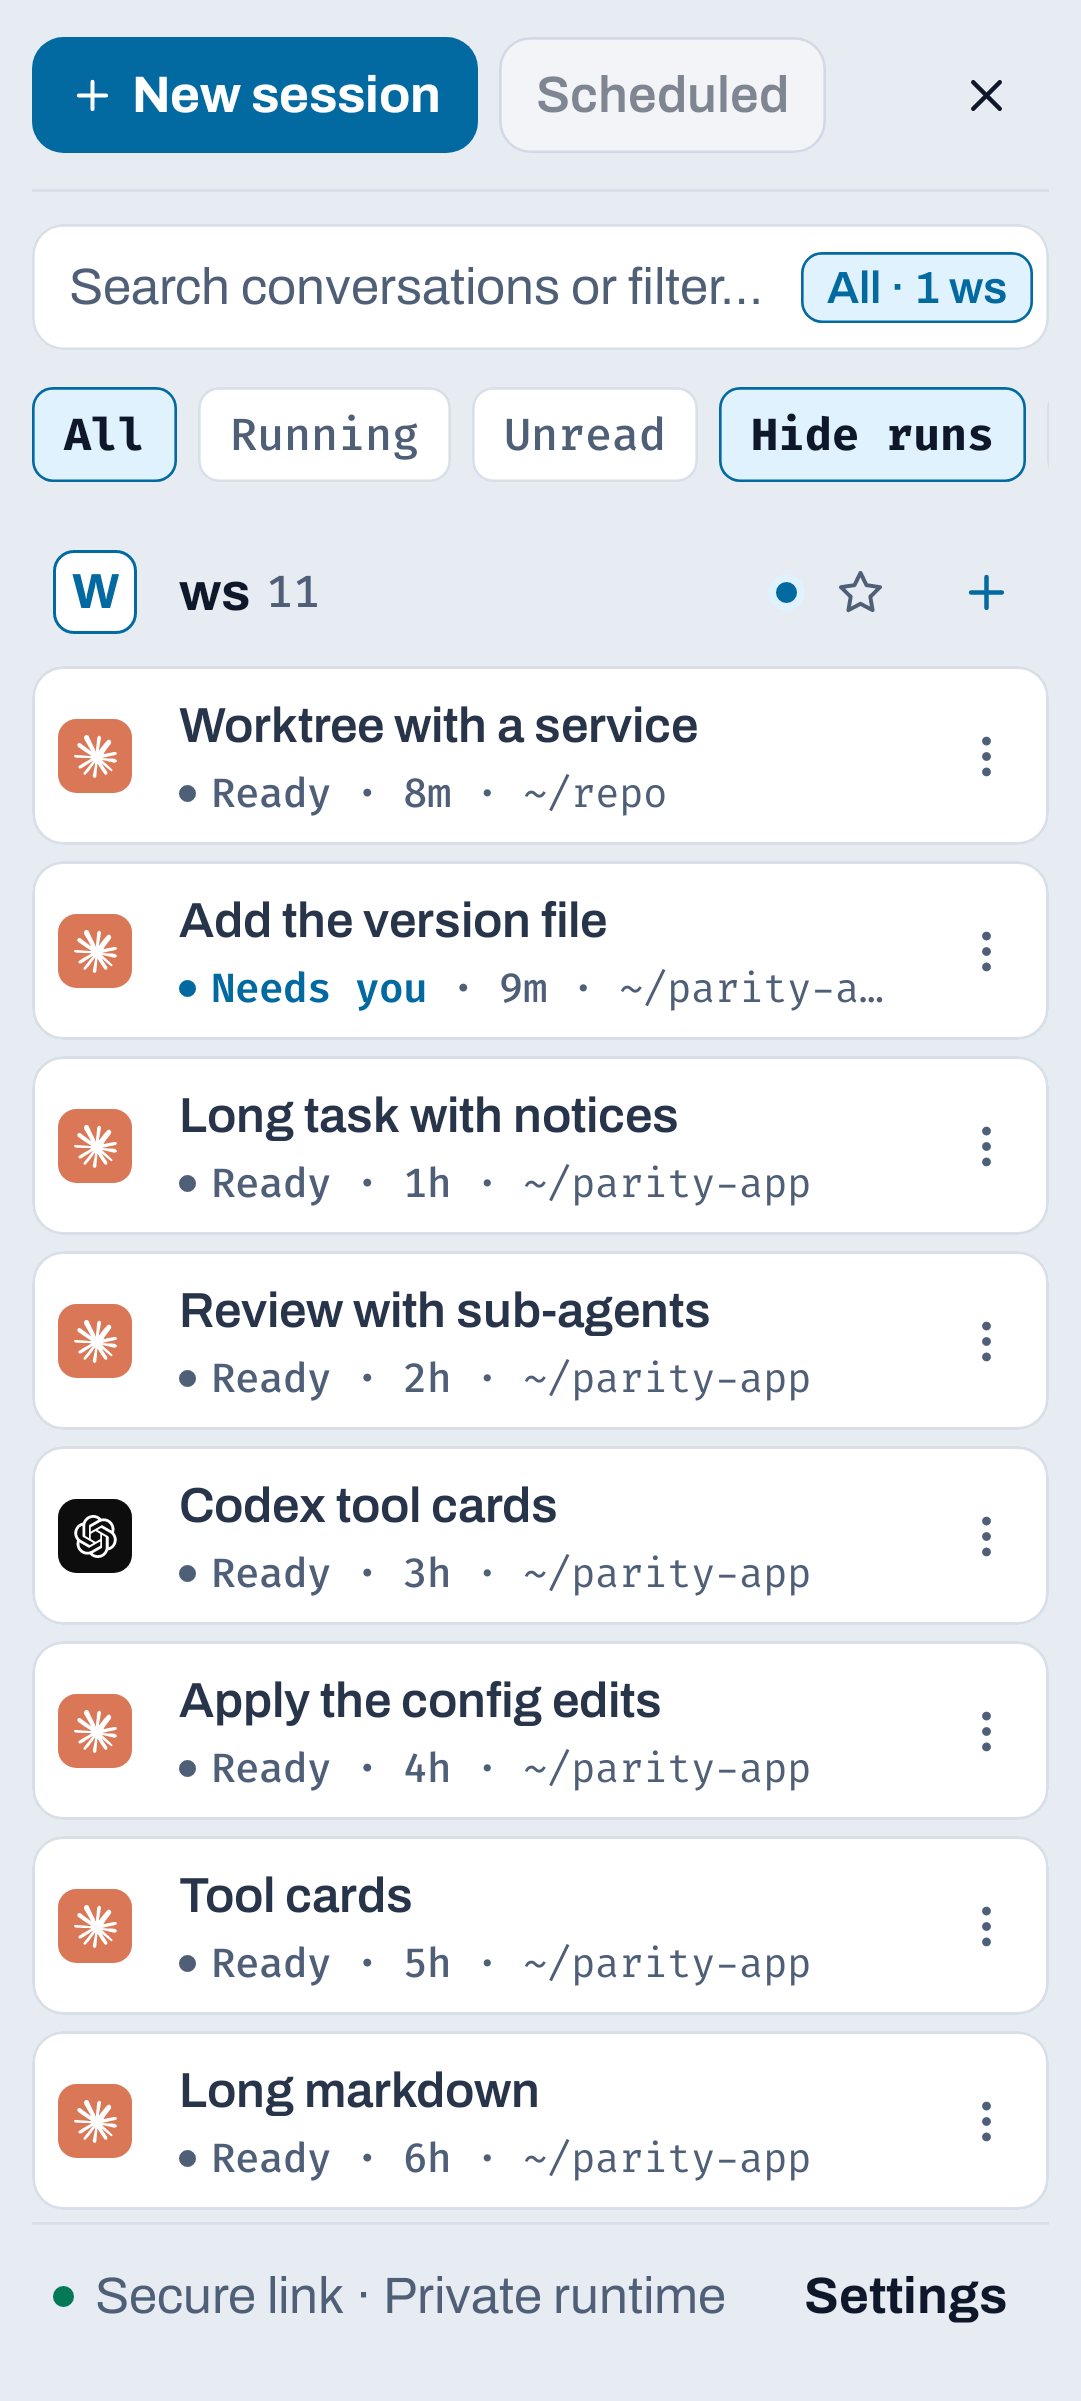 + New session
Scheduled
Search conversations or filter...
All · 1 ws
All
Running
Unread
Hide runs
W
ws 11
Worktree with a service
Ready · 8m · ~/repo
Add the version file
Needs you · 9m · ~/parity-a…
Long task with notices
Ready · 1h · ~/parity-app
Review with sub-agents
Ready · 2h · ~/parity-app
Codex tool cards
Ready · 3h · ~/parity-app
Apply the config edits
Ready · 4h · ~/parity-app
Tool cards
Ready · 5h · ~/parity-app
Long markdown
Ready · 6h · ~/parity-app
Secure link · Private runtime
Settings